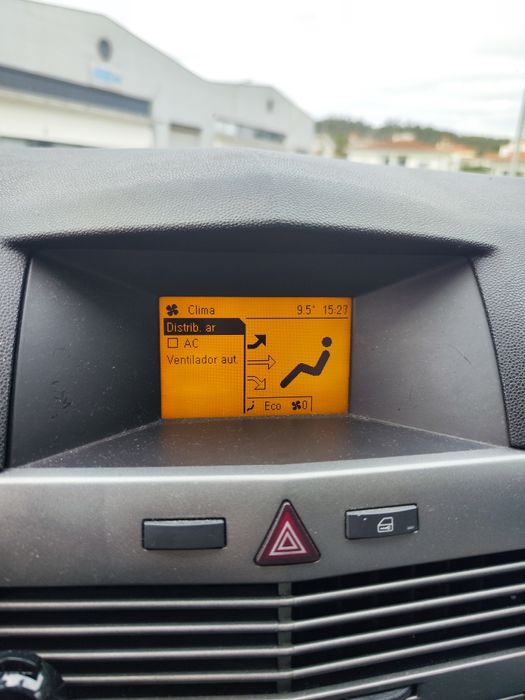 Clima 9.5° 15:27
Distrib. ar
AC
Ventilador aut.
Eco 0